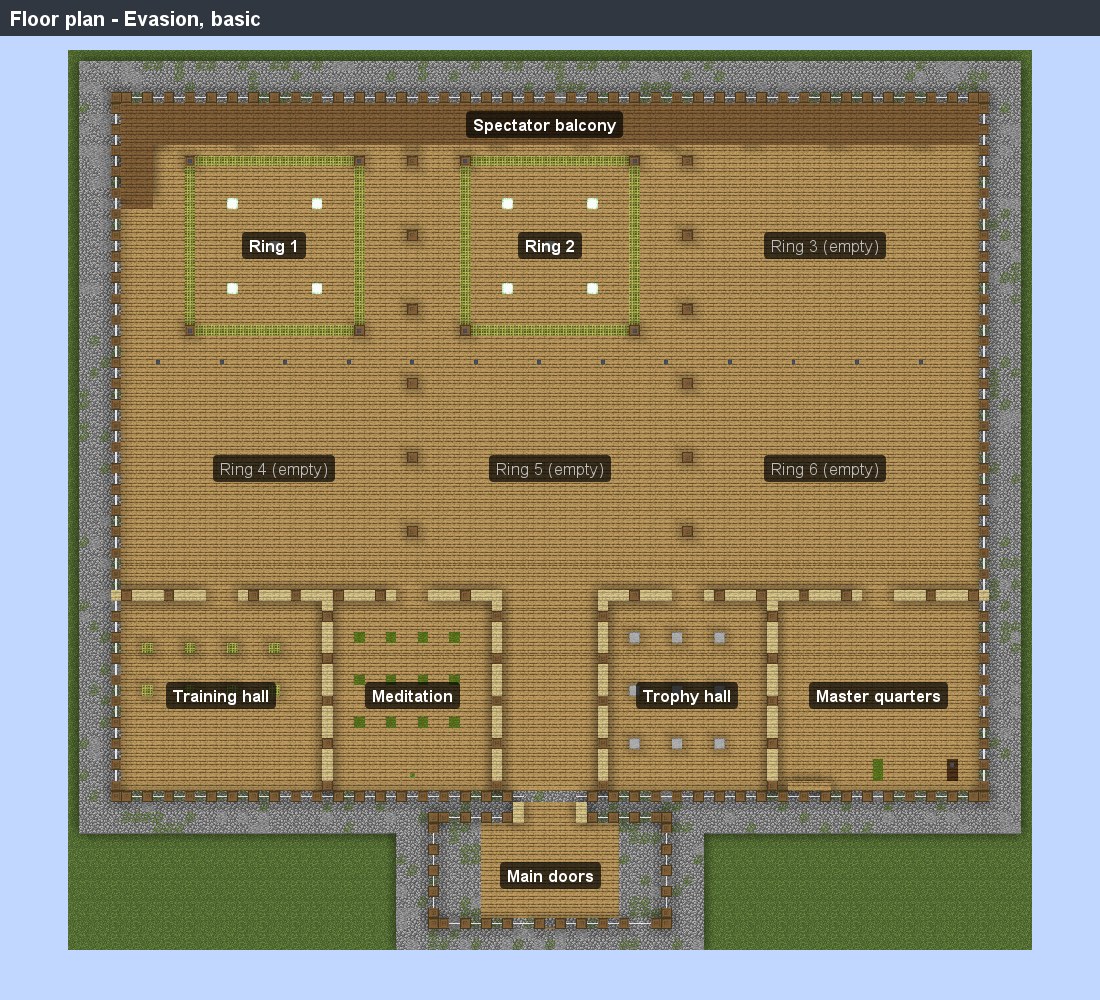 Floor plan - Evasion, basic
Spectator balcony
Ring 1
Ring 2
Ring 3 (empty)
Ring 4 (empty)
Ring 5 (empty)
Ring 6 (empty)
Training hall
Meditation
Trophy hall
Master quarters
Main doors